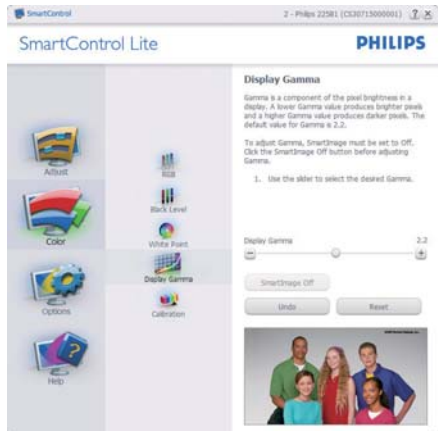 SmartControl
2 - Philips 225B1 (CS30715000001)
?
SmartControl Lite
PHILIPS
Adjust
Color
Options
Help
RGB
Black Level
White Point
Display Gamma
Calibration
Display Gamma
Gamma is a component of the pixel brightness in a
display. A lower Gamma value produces brighter pixels
and a higher Gamma value produces darker pixels. The
default value for Gamma is 2.2.
To adjust Gamma, SmartImage must be set to Off.
Click the SmartImage Off button before adjusting
Gamma.
1. Use the slider to select the desired Gamma.
Display Gamma
2.2
SmartImage Off
Undo
Reset